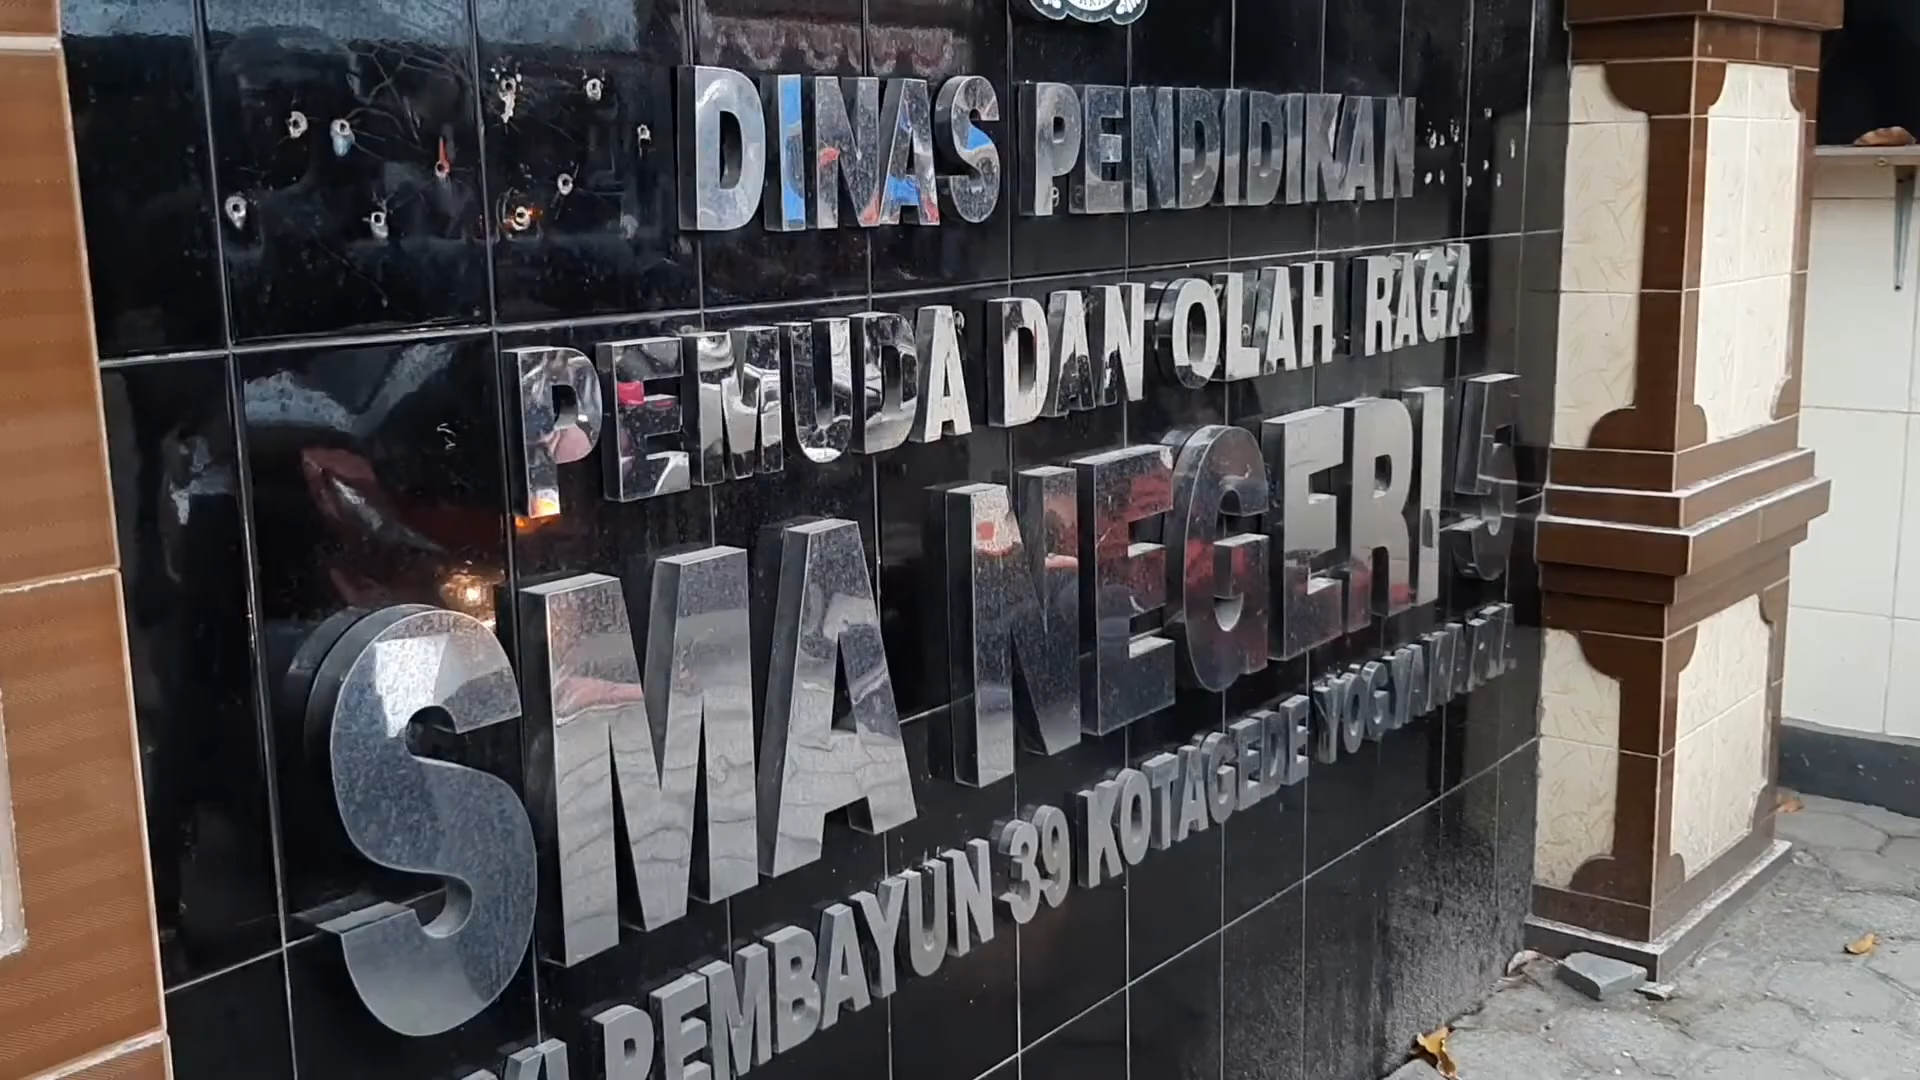 DINAS PENDIDIKAN
PEMUDA DAN OLAH RAGA
SMA NEGERI 5
PEMBAYUN 39 KOTAGEDE YOGYAKARTA